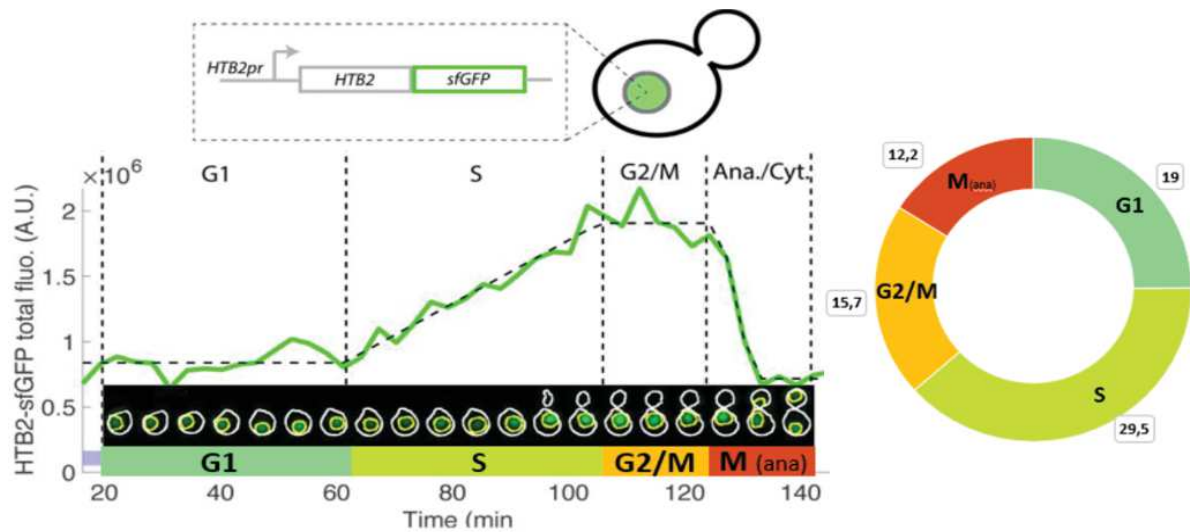 HTB2pr
HTB2
sfGFP
×10⁶
G1
S
G2/M
Ana./Cyt.
HTB2-sfGFP total fluo. (A.U.)
2
1.5
1
0.5
0
G1
S
G2/M
M (ana)
20
40
60
80
100
120
140
Time (min
12,2
M(ana)
19
G1
15,7
G2/M
S
29,5